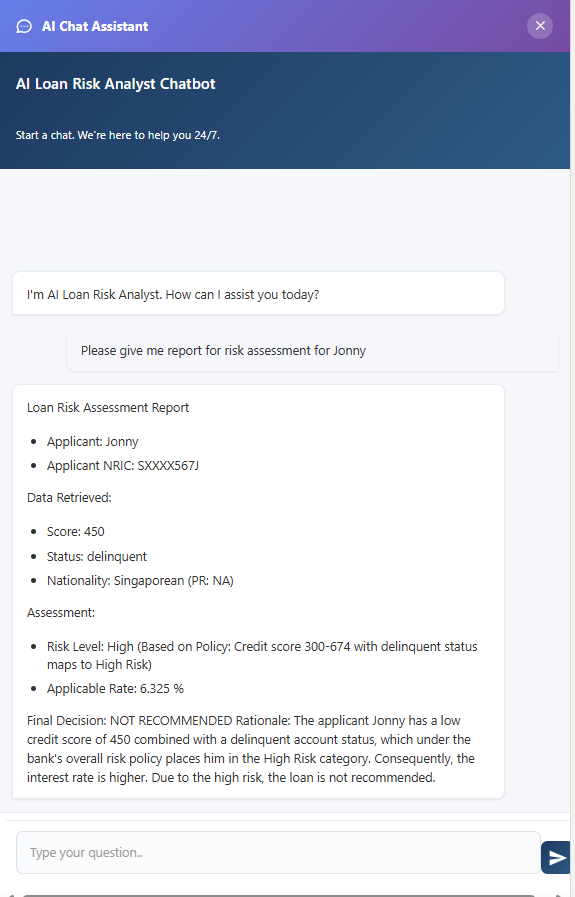 AI Chat Assistant
AI Loan Risk Analyst Chatbot
Start a chat. We're here to help you 24/7.
I'm AI Loan Risk Analyst. How can I assist you today?
Please give me report for risk assessment for Jonny
Loan Risk Assessment Report
Applicant: Jonny
Applicant NRIC: SXXXX567J
Data Retrieved:
Score: 450
Status: delinquent
Nationality: Singaporean (PR: NA)
Assessment:
Risk Level: High (Based on Policy: Credit score 300-674 with delinquent status
maps to High Risk)
Applicable Rate: 6.325 %
Final Decision: NOT RECOMMENDED Rationale: The applicant Jonny has a low
credit score of 450 combined with a delinquent account status, which under the
bank's overall risk policy places him in the High Risk category. Consequently, the
interest rate is higher. Due to the high risk, the loan is not recommended.
Type your question..